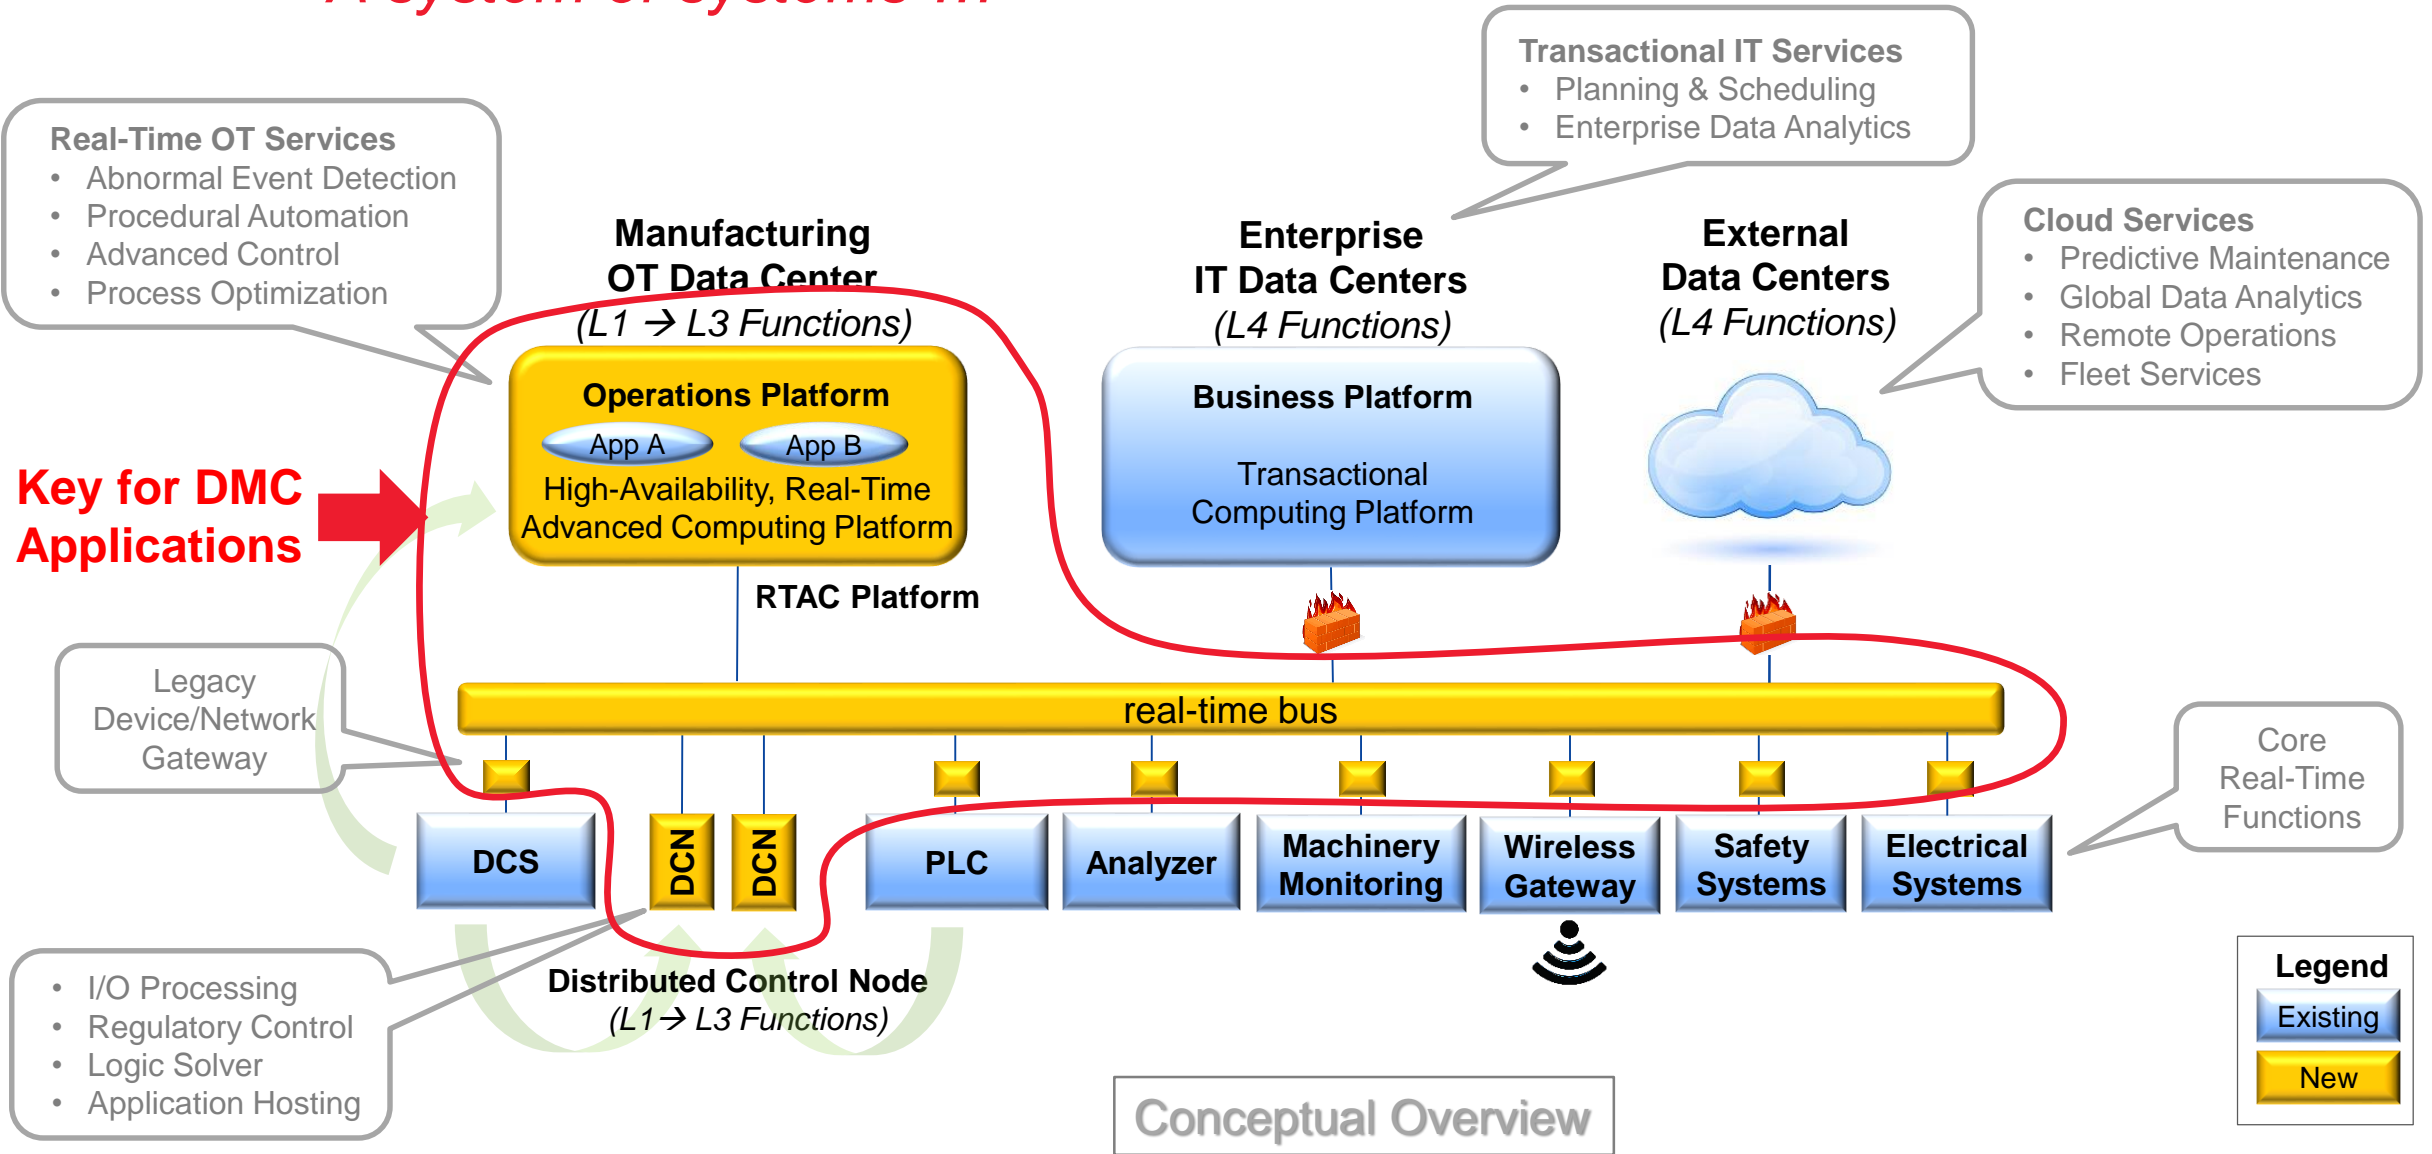 A system of systems ...
Transactional IT Services
• Planning & Scheduling
• Enterprise Data Analytics
Real-Time OT Services
• Abnormal Event Detection
• Procedural Automation
• Advanced Control
• Process Optimization
Cloud Services
• Predictive Maintenance
• Global Data Analytics
• Remote Operations
• Fleet Services
Manufacturing
OT Data Center
(L1 → L3 Functions)
Enterprise
IT Data Centers
(L4 Functions)
External
Data Centers
(L4 Functions)
Operations Platform
App A
App B
High-Availability, Real-Time
Advanced Computing Platform
Business Platform
Transactional
Computing Platform
Key for DMC
Applications
RTAC Platform
Legacy
Device/Network
Gateway
real-time bus
Core
Real-Time
Functions
DCS
DCN
DCN
PLC
Analyzer
Machinery
Monitoring
Wireless
Gateway
Safety
Systems
Electrical
Systems
• I/O Processing
• Regulatory Control
• Logic Solver
• Application Hosting
Distributed Control Node
(L1→ L3 Functions)
Legend
Existing
New
Conceptual Overview